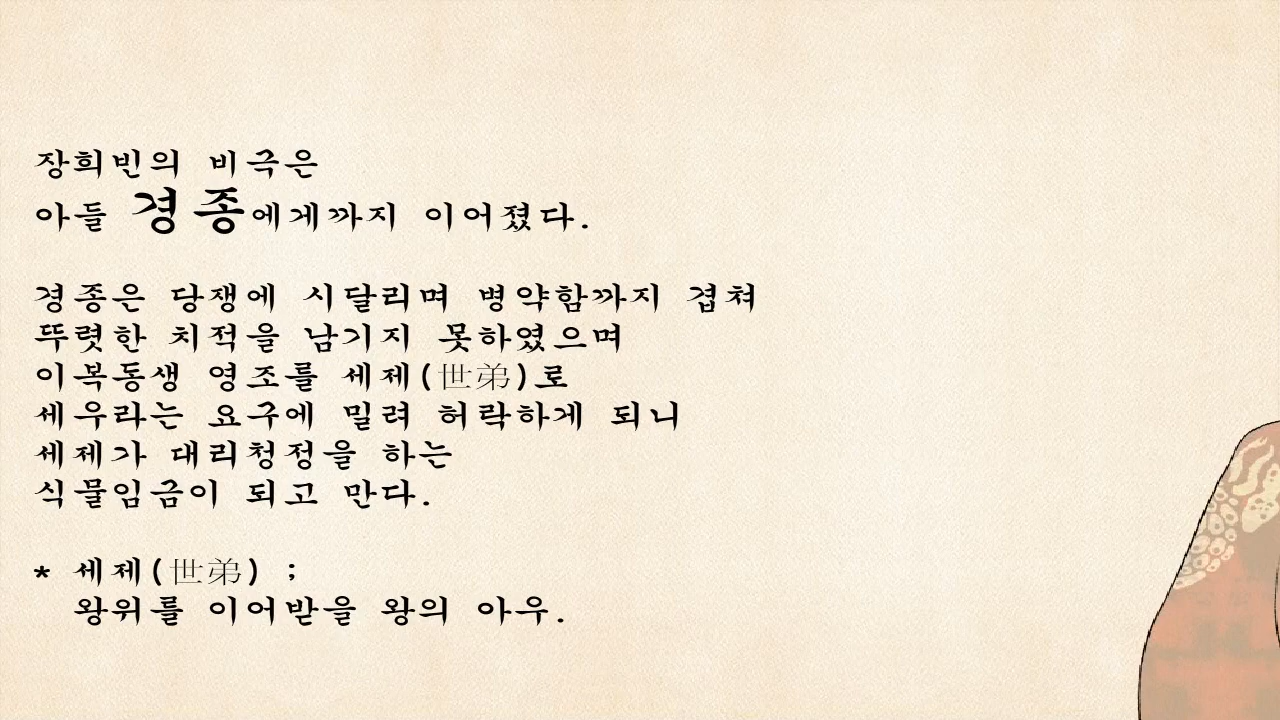 장희빈의 비극은
아들 경종에게까지 이어졌다.
경종은 당쟁에 시달리며 병약함까지 겹쳐
뚜렷한 치적을 남기지 못하였으며
이복동생 영조를 세제(世弟)로
세우라는 요구에 밀려 허락하게 되니
세제가 대리청정을 하는
식물임금이 되고 만다.
* 세제(世弟) ;
왕위를 이어받을 왕의 아우.